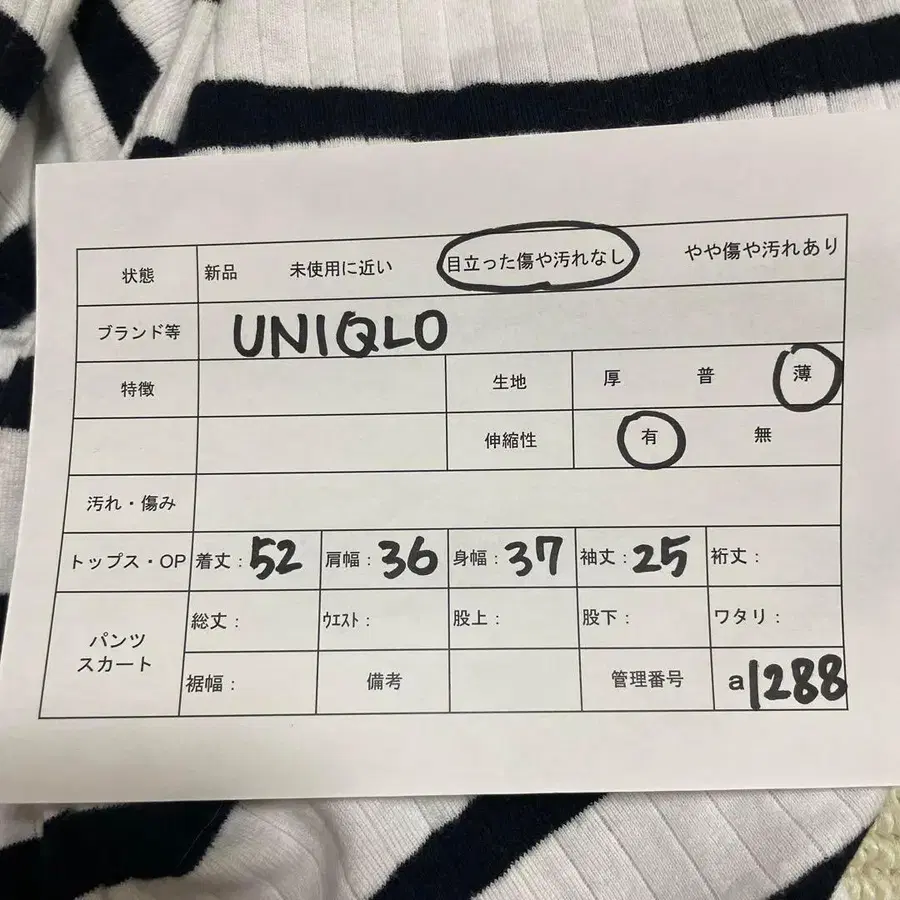 状態 新品 未使用に近い 目立った傷や汚れなし やや傷や汚れあり
ブランド等 UNIQLO
特徴 生地 厚 普 薄
伸縮性 有 無
汚れ・傷み
トップス・OP 着丈：52 肩幅：36 身幅：37 袖丈：25 裄丈：
パンツ
スカート
総丈： ウエスト： 股上： 股下： ワタリ：
裾幅： 備考 管理番号 a1288